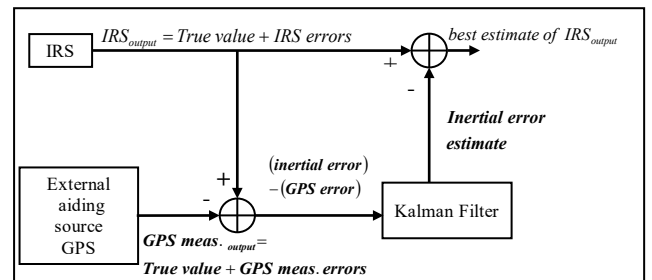 IRS
IRS_output = True value + IRS errors
best estimate of IRS_output
+
-
Inertial error
estimate
+
-
(inertial error)
−(GPS error)
External
aiding
source
GPS
Kalman Filter
GPS meas. output=
True value + GPS meas. errors